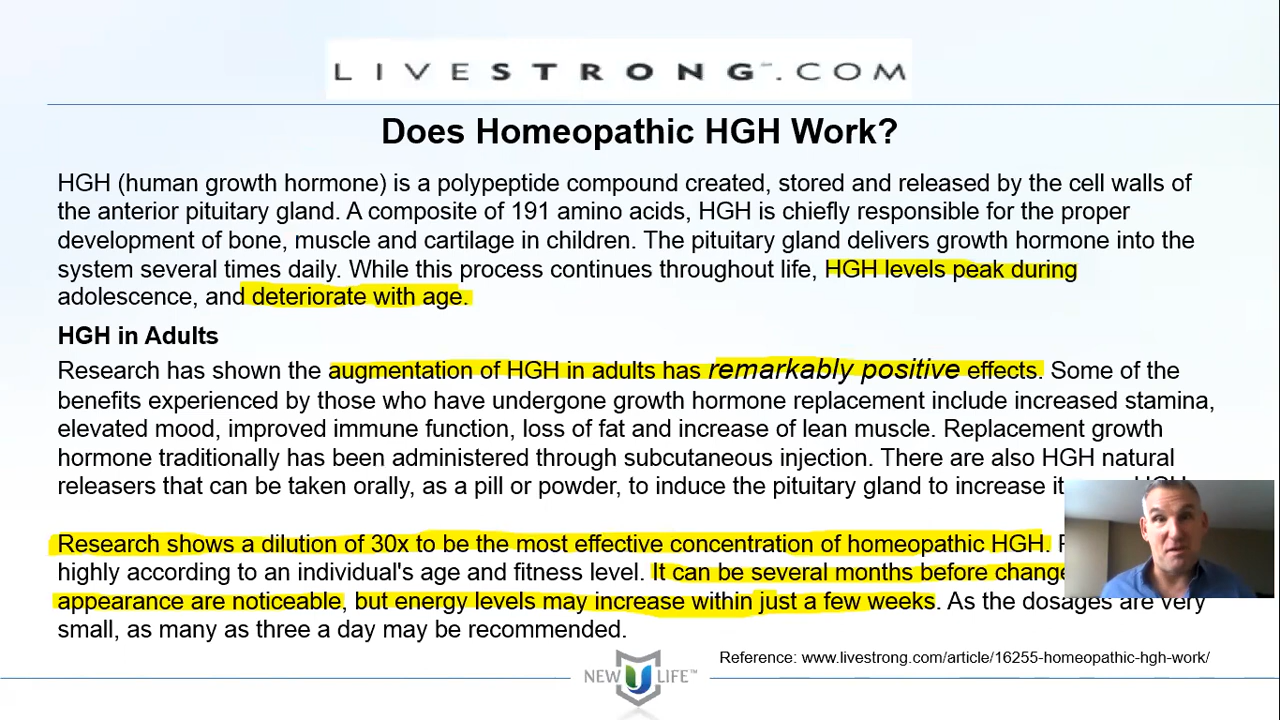 LIVESTRONG™.COM
Does Homeopathic HGH Work?
HGH (human growth hormone) is a polypeptide compound created, stored and released by the cell walls of
the anterior pituitary gland. A composite of 191 amino acids, HGH is chiefly responsible for the proper
development of bone, muscle and cartilage in children. The pituitary gland delivers growth hormone into the
system several times daily. While this process continues throughout life, HGH levels peak during
adolescence, and deteriorate with age.
HGH in Adults
Research has shown the augmentation of HGH in adults has remarkably positive effects. Some of the
benefits experienced by those who have undergone growth hormone replacement include increased stamina,
elevated mood, improved immune function, loss of fat and increase of lean muscle. Replacement growth
hormone traditionally has been administered through subcutaneous injection. There are also HGH natural
releasers that can be taken orally, as a pill or powder, to induce the pituitary gland to increase
Research shows a dilution of 30x to be the most effective concentration of homeopathic HGH.
highly according to an individual's age and fitness level. It can be several months before
appearance are noticeable, but energy levels may increase within just a few weeks. As the dosages are very
small, as many as three a day may be recommended.
Reference: www.livestrong.com/article/16255-homeopathic-hgh-work/
NEW U LIFE™